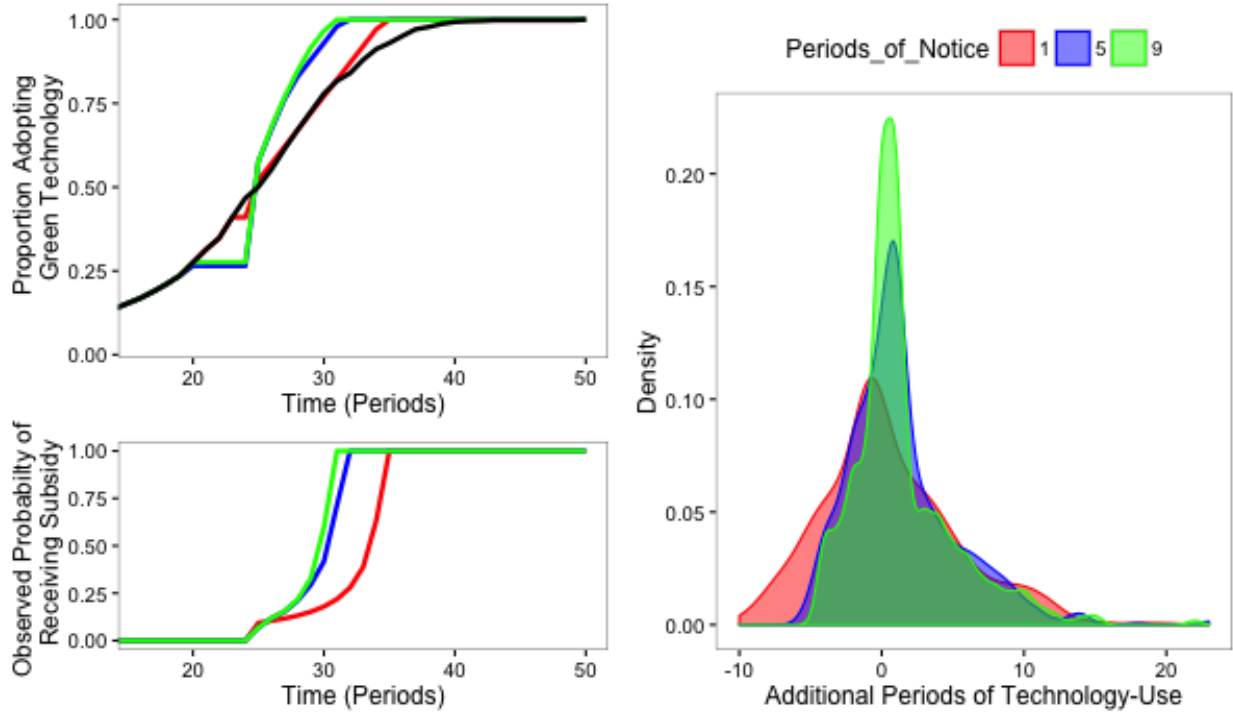 Proportion Adopting
Green Technology
1.00
0.75
0.50
0.25
0.00
20 30 40 50
Time (Periods)
Observed Probabilty of
Receiving Subsidy
1.00
0.75
0.50
0.25
0.00
20 30 40 50
Time (Periods)
Periods_of_Notice 1 5 9
Density
0.20
0.15
0.10
0.05
0.00
-10 0 10 20
Additional Periods of Technology-Use